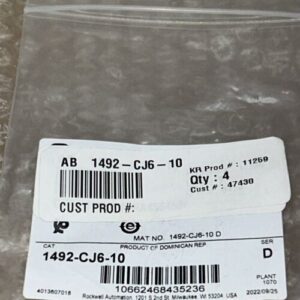 AB 1492-CJ6-10
KR Prod # : 11259
Qty : 4
Cust # : 47430
CUST PROD #:
MAT NO. 1492-CJ6-10 D
CAT
PRODUCT OF DOMINICAN REP
SER
1492-CJ6-10
D
PLANT
1070
10662468435236
4013607018
Rockwell Automation 1201 S 2nd St. Milwaukee, WI 53204 USA
2022/09/25